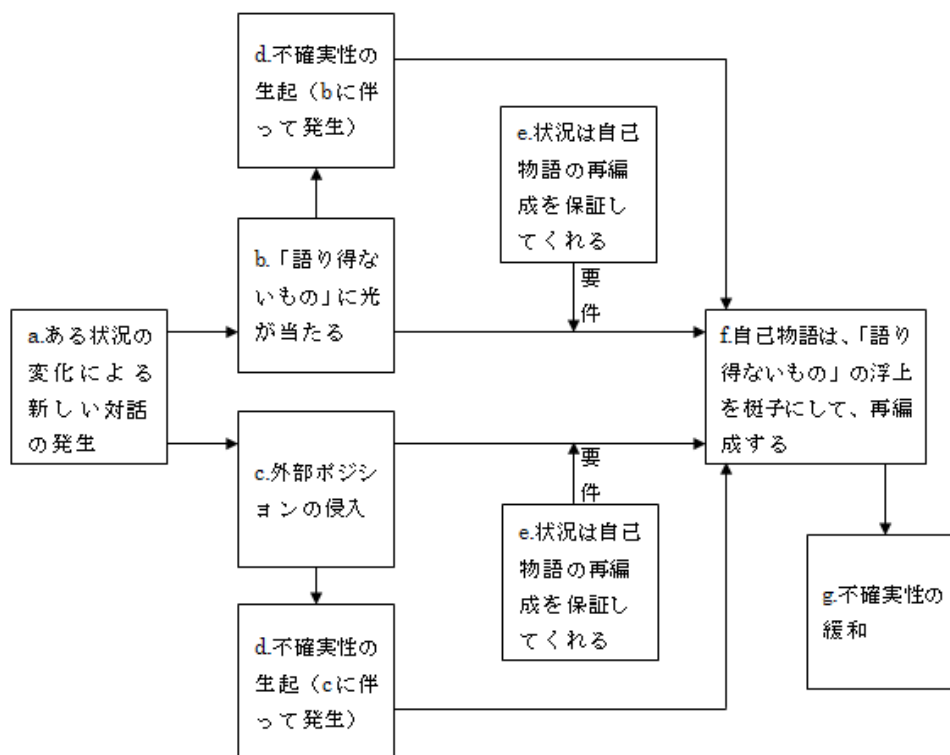 d.不確実性の
生起（bに伴
って発生）
e.状況は自己
物語の再編
成を保証し
てくれる
要
件
b.「語り得な
いもの」に光
が当たる
a.ある状況の
変化による
新しい対話
の発生
f.自己物語は、「語り
得ないもの」の浮上
を梃子にして、再編
成する
c.外部ポジシ
ョンの侵入
要
件
e.状況は自己
物語の再編
成を保証し
てくれる
d.不確実性の
生起（cに伴
って発生）
g.不確実性の
緩和